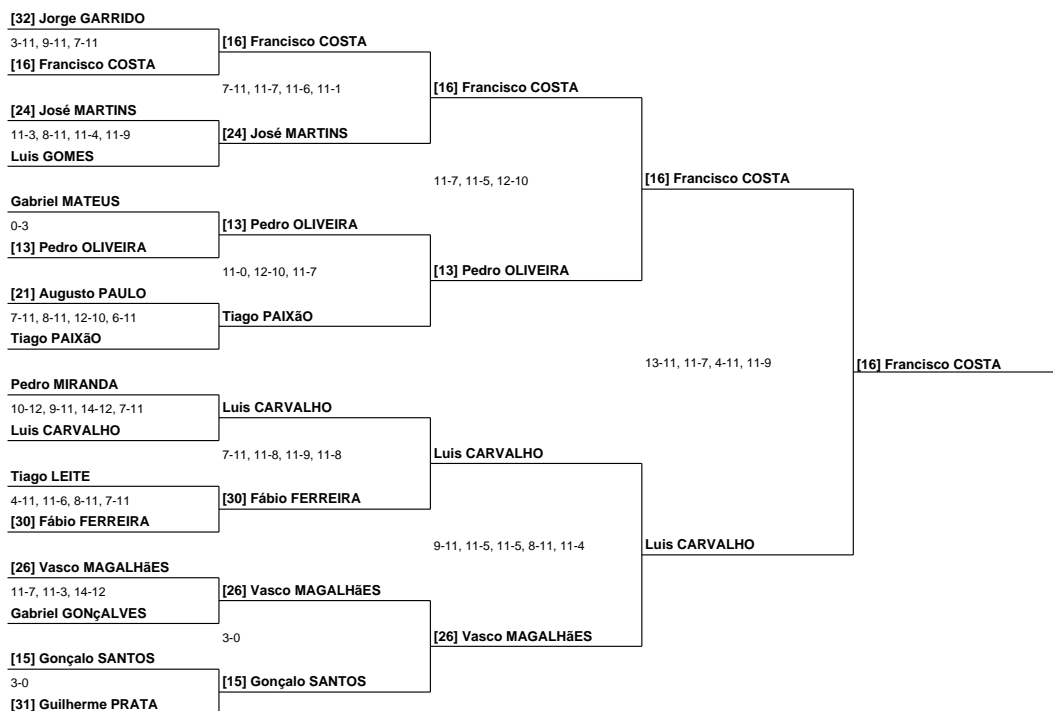 [32] Jorge GARRIDO
3-11, 9-11, 7-11
[16] Francisco COSTA
[16] Francisco COSTA
7-11, 11-7, 11-6, 11-1
[16] Francisco COSTA
[24] José MARTINS
11-3, 8-11, 11-4, 11-9
[24] José MARTINS
Luis GOMES
11-7, 11-5, 12-10
[16] Francisco COSTA
Gabriel MATEUS
0-3
[13] Pedro OLIVEIRA
[13] Pedro OLIVEIRA
11-0, 12-10, 11-7
[13] Pedro OLIVEIRA
[21] Augusto PAULO
7-11, 8-11, 12-10, 6-11
Tiago PAIXãO
Tiago PAIXãO
13-11, 11-7, 4-11, 11-9
[16] Francisco COSTA
Pedro MIRANDA
10-12, 9-11, 14-12, 7-11
Luis CARVALHO
Luis CARVALHO
7-11, 11-8, 11-9, 11-8
Luis CARVALHO
Tiago LEITE
4-11, 11-6, 8-11, 7-11
[30] Fábio FERREIRA
[30] Fábio FERREIRA
9-11, 11-5, 11-5, 8-11, 11-4
Luis CARVALHO
[26] Vasco MAGALHãES
11-7, 11-3, 14-12
[26] Vasco MAGALHãES
Gabriel GONçALVES
3-0
[26] Vasco MAGALHãES
[15] Gonçalo SANTOS
3-0
[15] Gonçalo SANTOS
[31] Guilherme PRATA